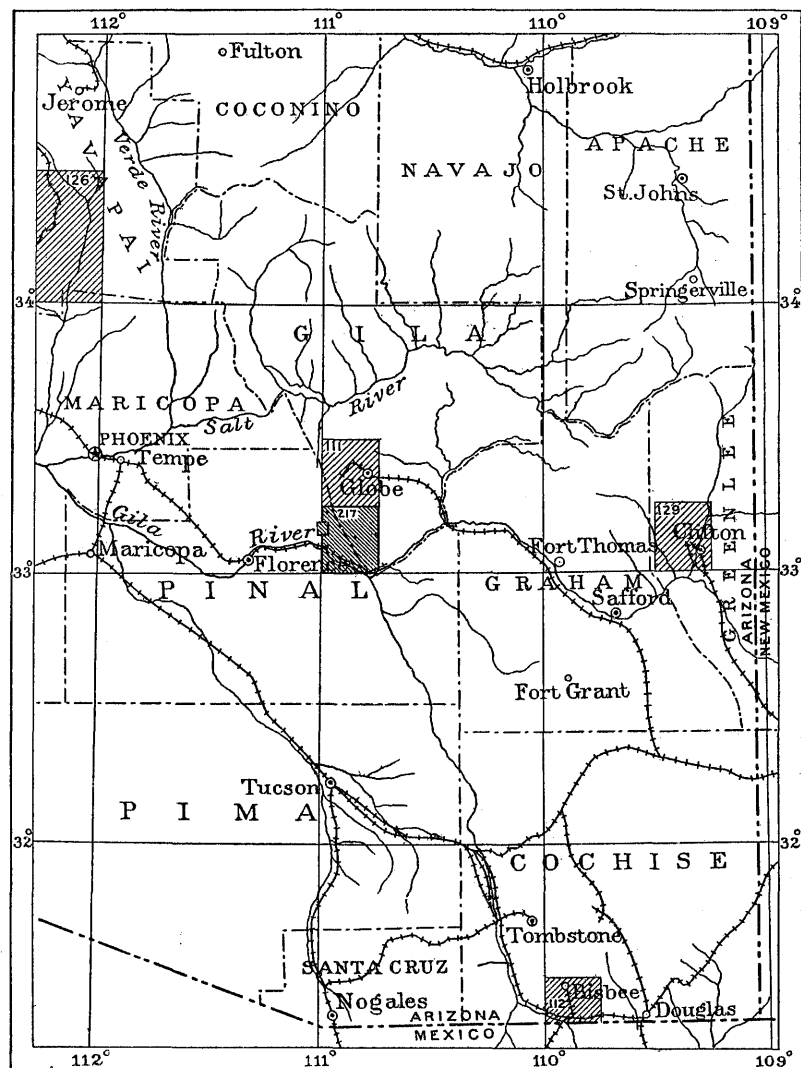 112°
111°
110°
109°
Fulton
Jerome
COCONINO
Holbrook
YAVAPAI
Verde River
NAVAJO
APACHE
St. Johns
126
34°
34°
Springerville
GILA
MARICOPA
Salt River
PHOENIX
Tempe
111
Globe
217
129
Clifton
GREENLEE
Gila River
Maricopa
Florence
Fort Thomas
33°
33°
PINAL
GRAHAM
Safford
ARIZONA
NEW MEXICO
Fort Grant
Tucson
PIMA
32°
32°
COCHISE
Tombstone
SANTA CRUZ
Nogales
Bisbee
112
Douglas
ARIZONA
MEXICO
112°
111°
110°
109°